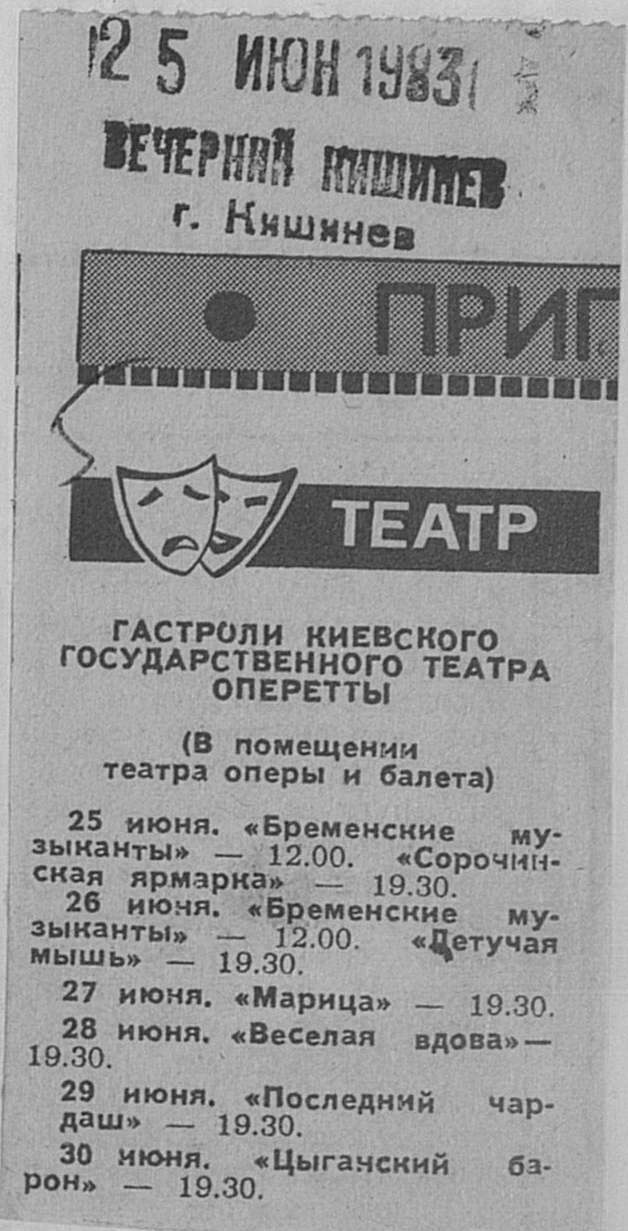 25 ИЮН 1983
ВЕЧЕРНИЙ КИШИНЕВ
г. Кишинев
ПРИГ
ТЕАТР
ГАСТРОЛИ КИЕВСКОГО
ГОСУДАРСТВЕННОГО ТЕАТРА
ОПЕРЕТТЫ
(В помещении
театра оперы и балета)
25 июня. «Бременские му-
зыканты» — 12.00. «Сорочин-
ская ярмарка» — 19.30.
26 июня. «Бременские му-
зыканты» — 12.00. «Летучая
мышь» — 19.30.
27 июня. «Марица» — 19.30.
28 июня. «Веселая вдова» —
19.30.
29 июня. «Последний чар-
даш» — 19.30.
30 июня. «Цыганский ба-
рон» — 19.30.